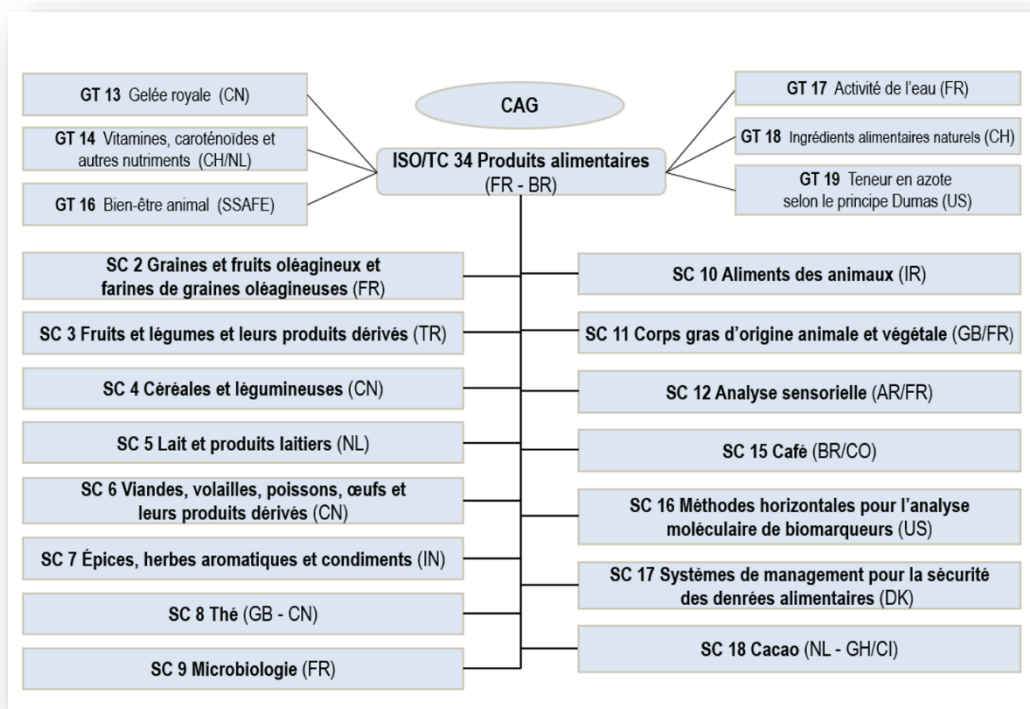 GT 13 Gelée royale (CN)
GT 14 Vitamines, caroténoïdes et
autres nutriments (CH/NL)
GT 16 Bien-être animal (SSAFE)
CAG
ISO/TC 34 Produits alimentaires
(FR - BR)
GT 17 Activité de l’eau (FR)
GT 18 Ingrédients alimentaires naturels (CH)
GT 19 Teneur en azote
selon le principe Dumas (US)
SC 2 Graines et fruits oléagineux et
farines de graines oléagineuses (FR)
SC 3 Fruits et légumes et leurs produits dérivés (TR)
SC 4 Céréales et légumineuses (CN)
SC 5 Lait et produits laitiers (NL)
SC 6 Viandes, volailles, poissons, œufs et
leurs produits dérivés (CN)
SC 7 Épices, herbes aromatiques et condiments (IN)
SC 8 Thé (GB - CN)
SC 9 Microbiologie (FR)
SC 10 Aliments des animaux (IR)
SC 11 Corps gras d’origine animale et végétale (GB/FR)
SC 12 Analyse sensorielle (AR/FR)
SC 15 Café (BR/CO)
SC 16 Méthodes horizontales pour l’analyse
moléculaire de biomarqueurs (US)
SC 17 Systèmes de management pour la sécurité
des denrées alimentaires (DK)
SC 18 Cacao (NL - GH/CI)